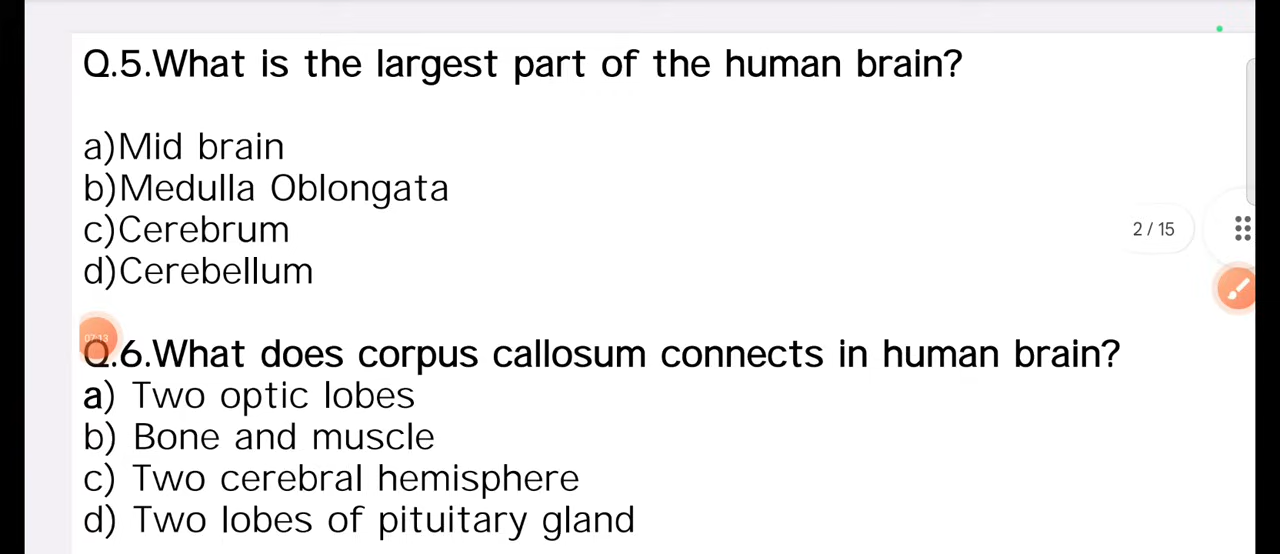 Q.5.What is the largest part of the human brain?
a)Mid brain
b)Medulla Oblongata
c)Cerebrum
2 / 15
d)Cerebellum
07:13
Q.6.What does corpus callosum connects in human brain?
a) Two optic lobes
b) Bone and muscle
c) Two cerebral hemisphere
d) Two lobes of pituitary gland